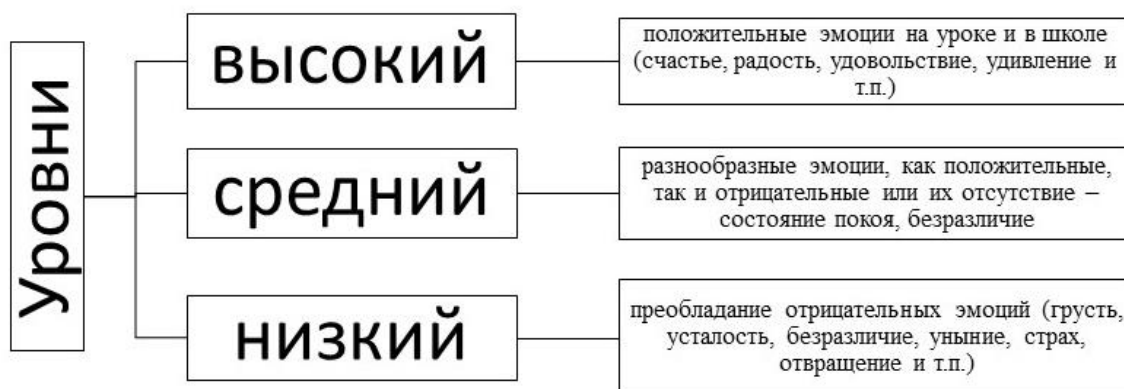 Уровни
высокий
положительные эмоции на уроке и в школе
(счастье, радость, удовольствие, удивление и
т.п.)
средний
разнообразные эмоции, как положительные,
так и отрицательные или их отсутствие –
состояние покоя, безразличие
низкий
преобладание отрицательных эмоций (грусть,
усталость, безразличие, уныние, страх,
отвращение и т.п.)